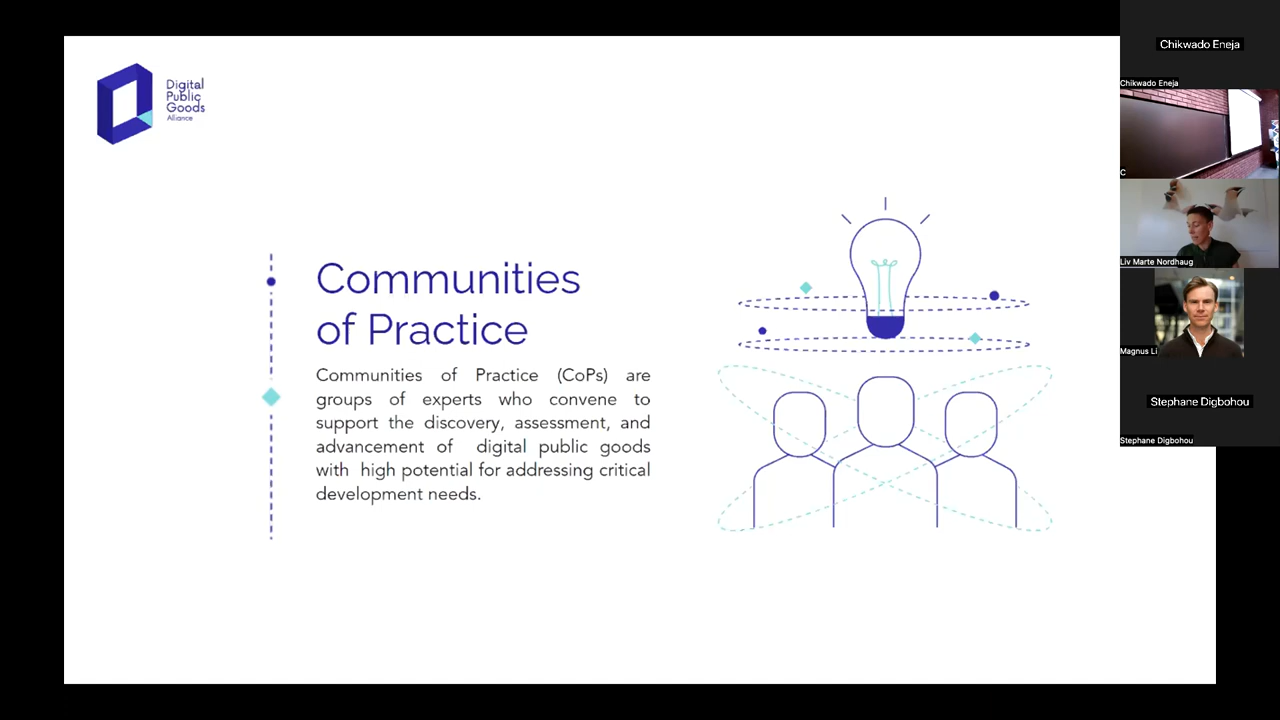 Digital
Public
Goods
Alliance
Communities
of Practice
Communities of Practice (CoPs) are
groups of experts who convene to
support the discovery, assessment, and
advancement of digital public goods
with high potential for addressing critical
development needs.
Chikwado Eneja
Chikwado Eneja
C
Liv Marte Nordhaug
Magnus Li
Stephane Digbohou
Stephane Digbohou